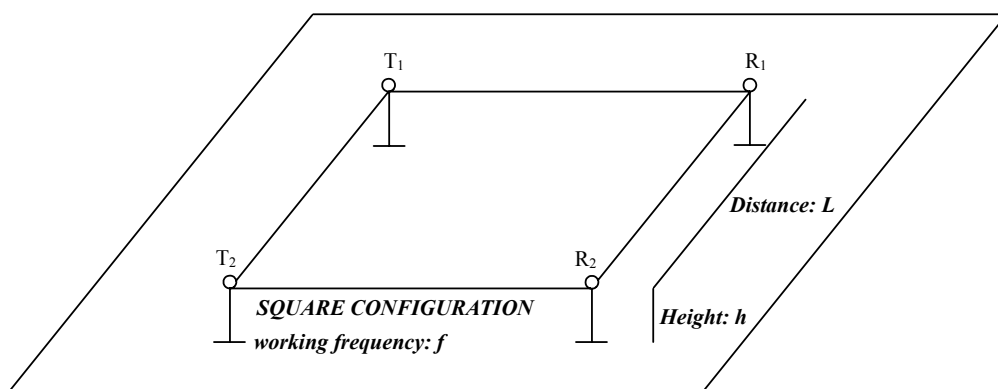 T₁
R₁
Distance: L
T₂
R₂
SQUARE CONFIGURATION
Height: h
working frequency: f